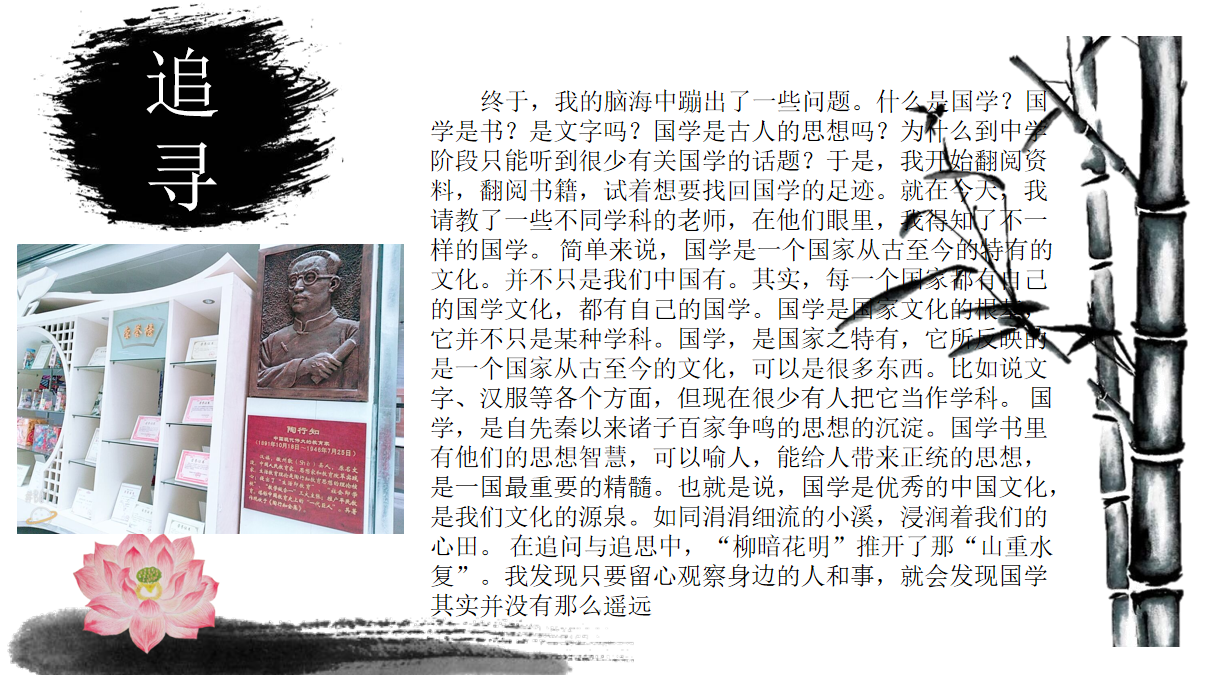 追
寻
终于，我的脑海中蹦出了一些问题。什么是国学？国
学是书？是文字吗？国学是古人的思想吗？为什么到中学
阶段只能听到很少有关国学的话题？于是，我开始翻阅资
料，翻阅书籍，试着想要找回国学的足迹。就在今天，我
请教了一些不同学科的老师，在他们眼里，我得知了不一
样的国学。 简单来说，国学是一个国家从古至今的特有的
文化。并不只是我们中国有。其实，每一个国家都有自己
的国学文化，都有自己的国学。国学是国家文化的根基，
它并不只是某种学科。国学，是国家之特有，它所反映的
是一个国家从古至今的文化，可以是很多东西。比如说文
字、汉服等各个方面，但现在很少有人把它当作学科。 国
学，是自先秦以来诸子百家争鸣的思想的沉淀。国学书里
有他们的思想智慧，可以喻人，能给人带来正统的思想，
是一国最重要的精髓。也就是说，国学是优秀的中国文化，
是我们文化的源泉。如同涓涓细流的小溪，浸润着我们的
心田。 在追问与追思中，“柳暗花明”推开了那“山重水
复”。我发现只要留心观察身边的人和事，就会发现国学
其实并没有那么遥远
陶行知
中国现代伟大的教育家
（1891年10月18日～1946年7月25日）